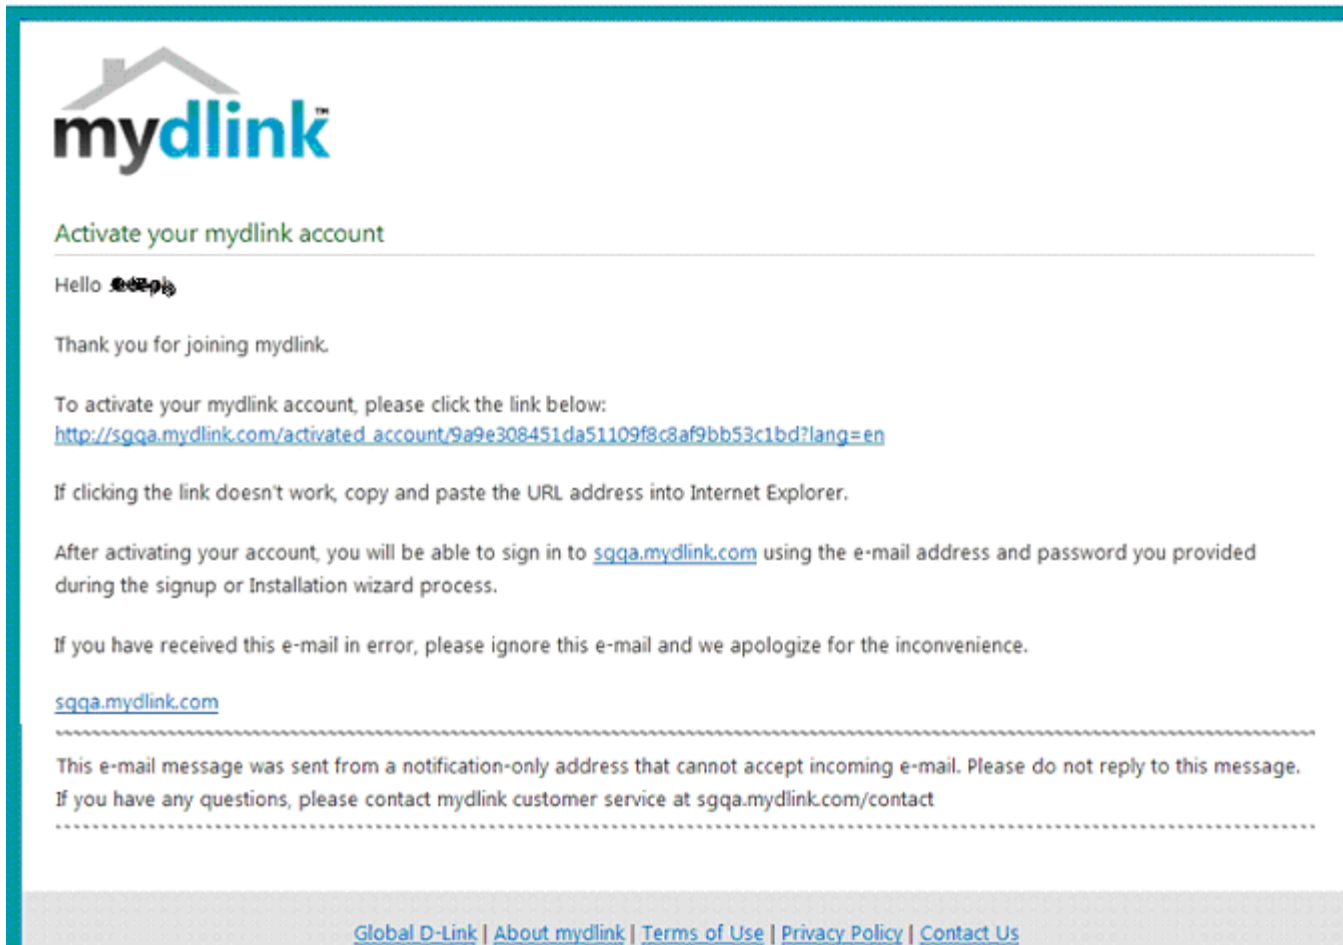 mydlink™
Activate your mydlink account
Hello
Thank you for joining mydlink.
To activate your mydlink account, please click the link below:
http://sgqa.mydlink.com/activated_account/9a9e308451da51109f8c8af9bb53c1bd?lang=en
If clicking the link doesn't work, copy and paste the URL address into Internet Explorer.
After activating your account, you will be able to sign in to sgqa.mydlink.com using the e-mail address and password you provided
during the signup or Installation wizard process.
If you have received this e-mail in error, please ignore this e-mail and we apologize for the inconvenience.
sgqa.mydlink.com
This e-mail message was sent from a notification-only address that cannot accept incoming e-mail. Please do not reply to this message.
If you have any questions, please contact mydlink customer service at sgqa.mydlink.com/contact
Global D-Link | About mydlink | Terms of Use | Privacy Policy | Contact Us